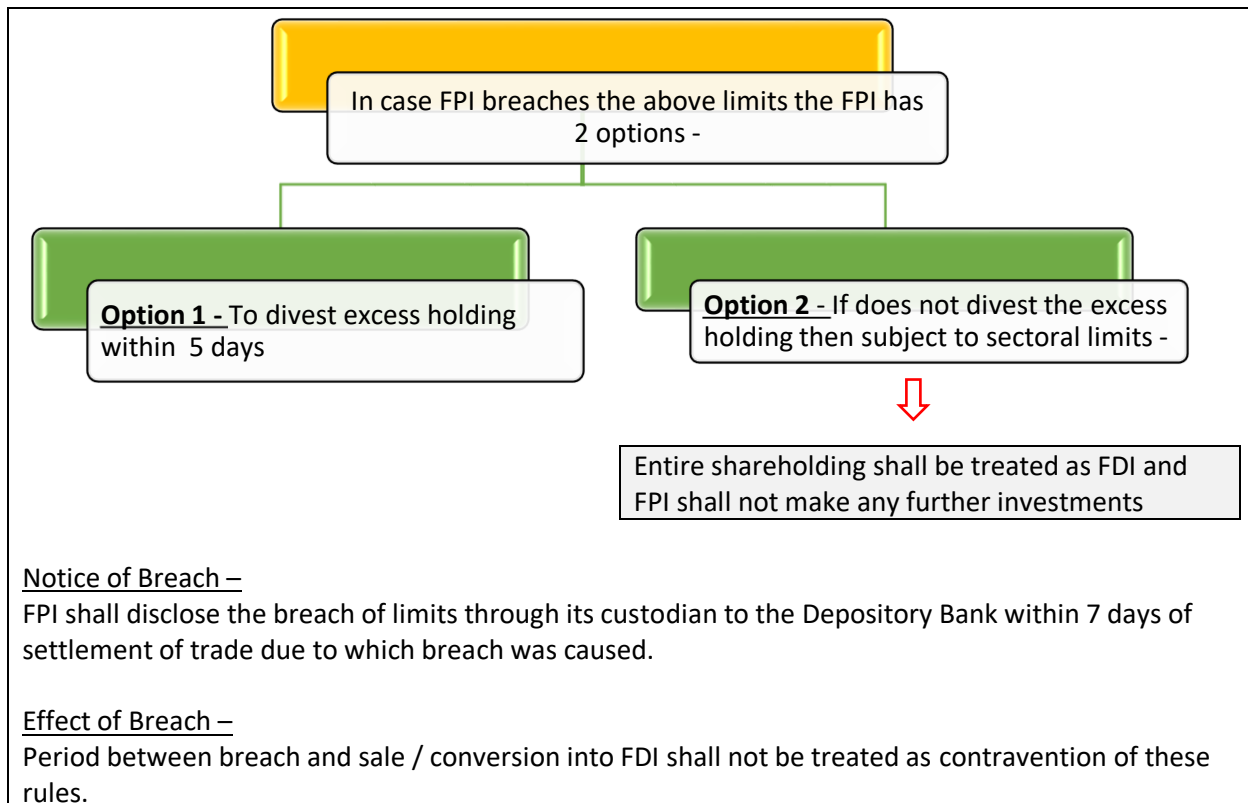 In case FPI breaches the above limits the FPI has
2 options -
Option 1 - To divest excess holding
within 5 days
Option 2 - If does not divest the excess
holding then subject to sectoral limits -
Entire shareholding shall be treated as FDI and
FPI shall not make any further investments
Notice of Breach –
FPI shall disclose the breach of limits through its custodian to the Depository Bank within 7 days of
settlement of trade due to which breach was caused.
Effect of Breach –
Period between breach and sale / conversion into FDI shall not be treated as contravention of these
rules.